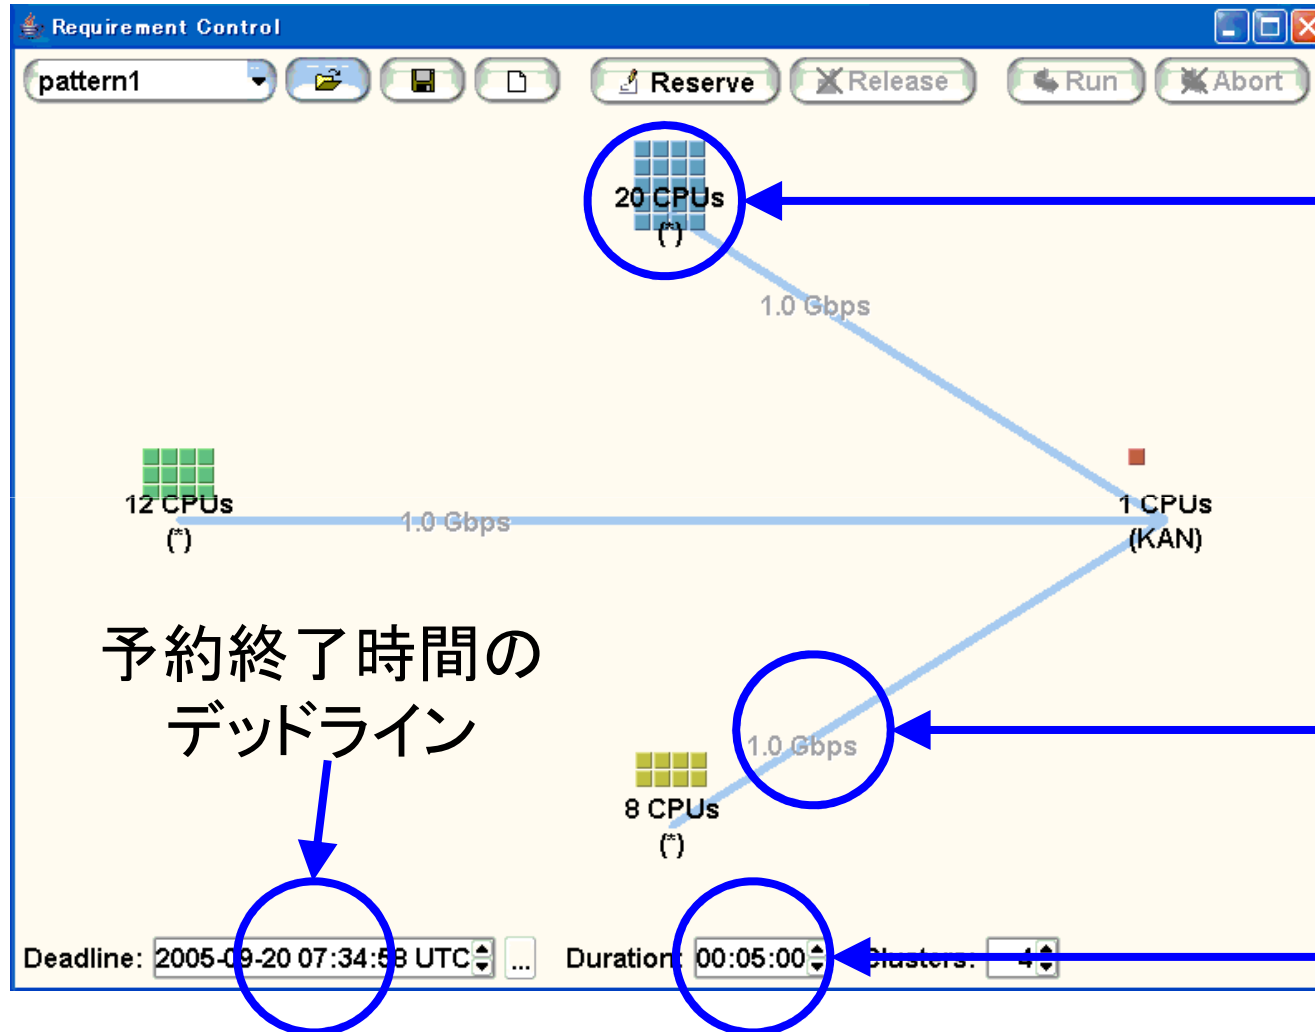 Requirement Control
pattern1
Reserve
Release
Run
Abort
20 CPUs
(*)
1.0 Gbps
12 CPUs
(*)
1.0 Gbps
1 CPUs
(KAN)
予約終了時間の
デッドライン
1.0 Gbps
8 CPUs
(*)
Deadline: 2005-09-20 07:34:58 UTC ... Duration: 00:05:00 Clusters: 4